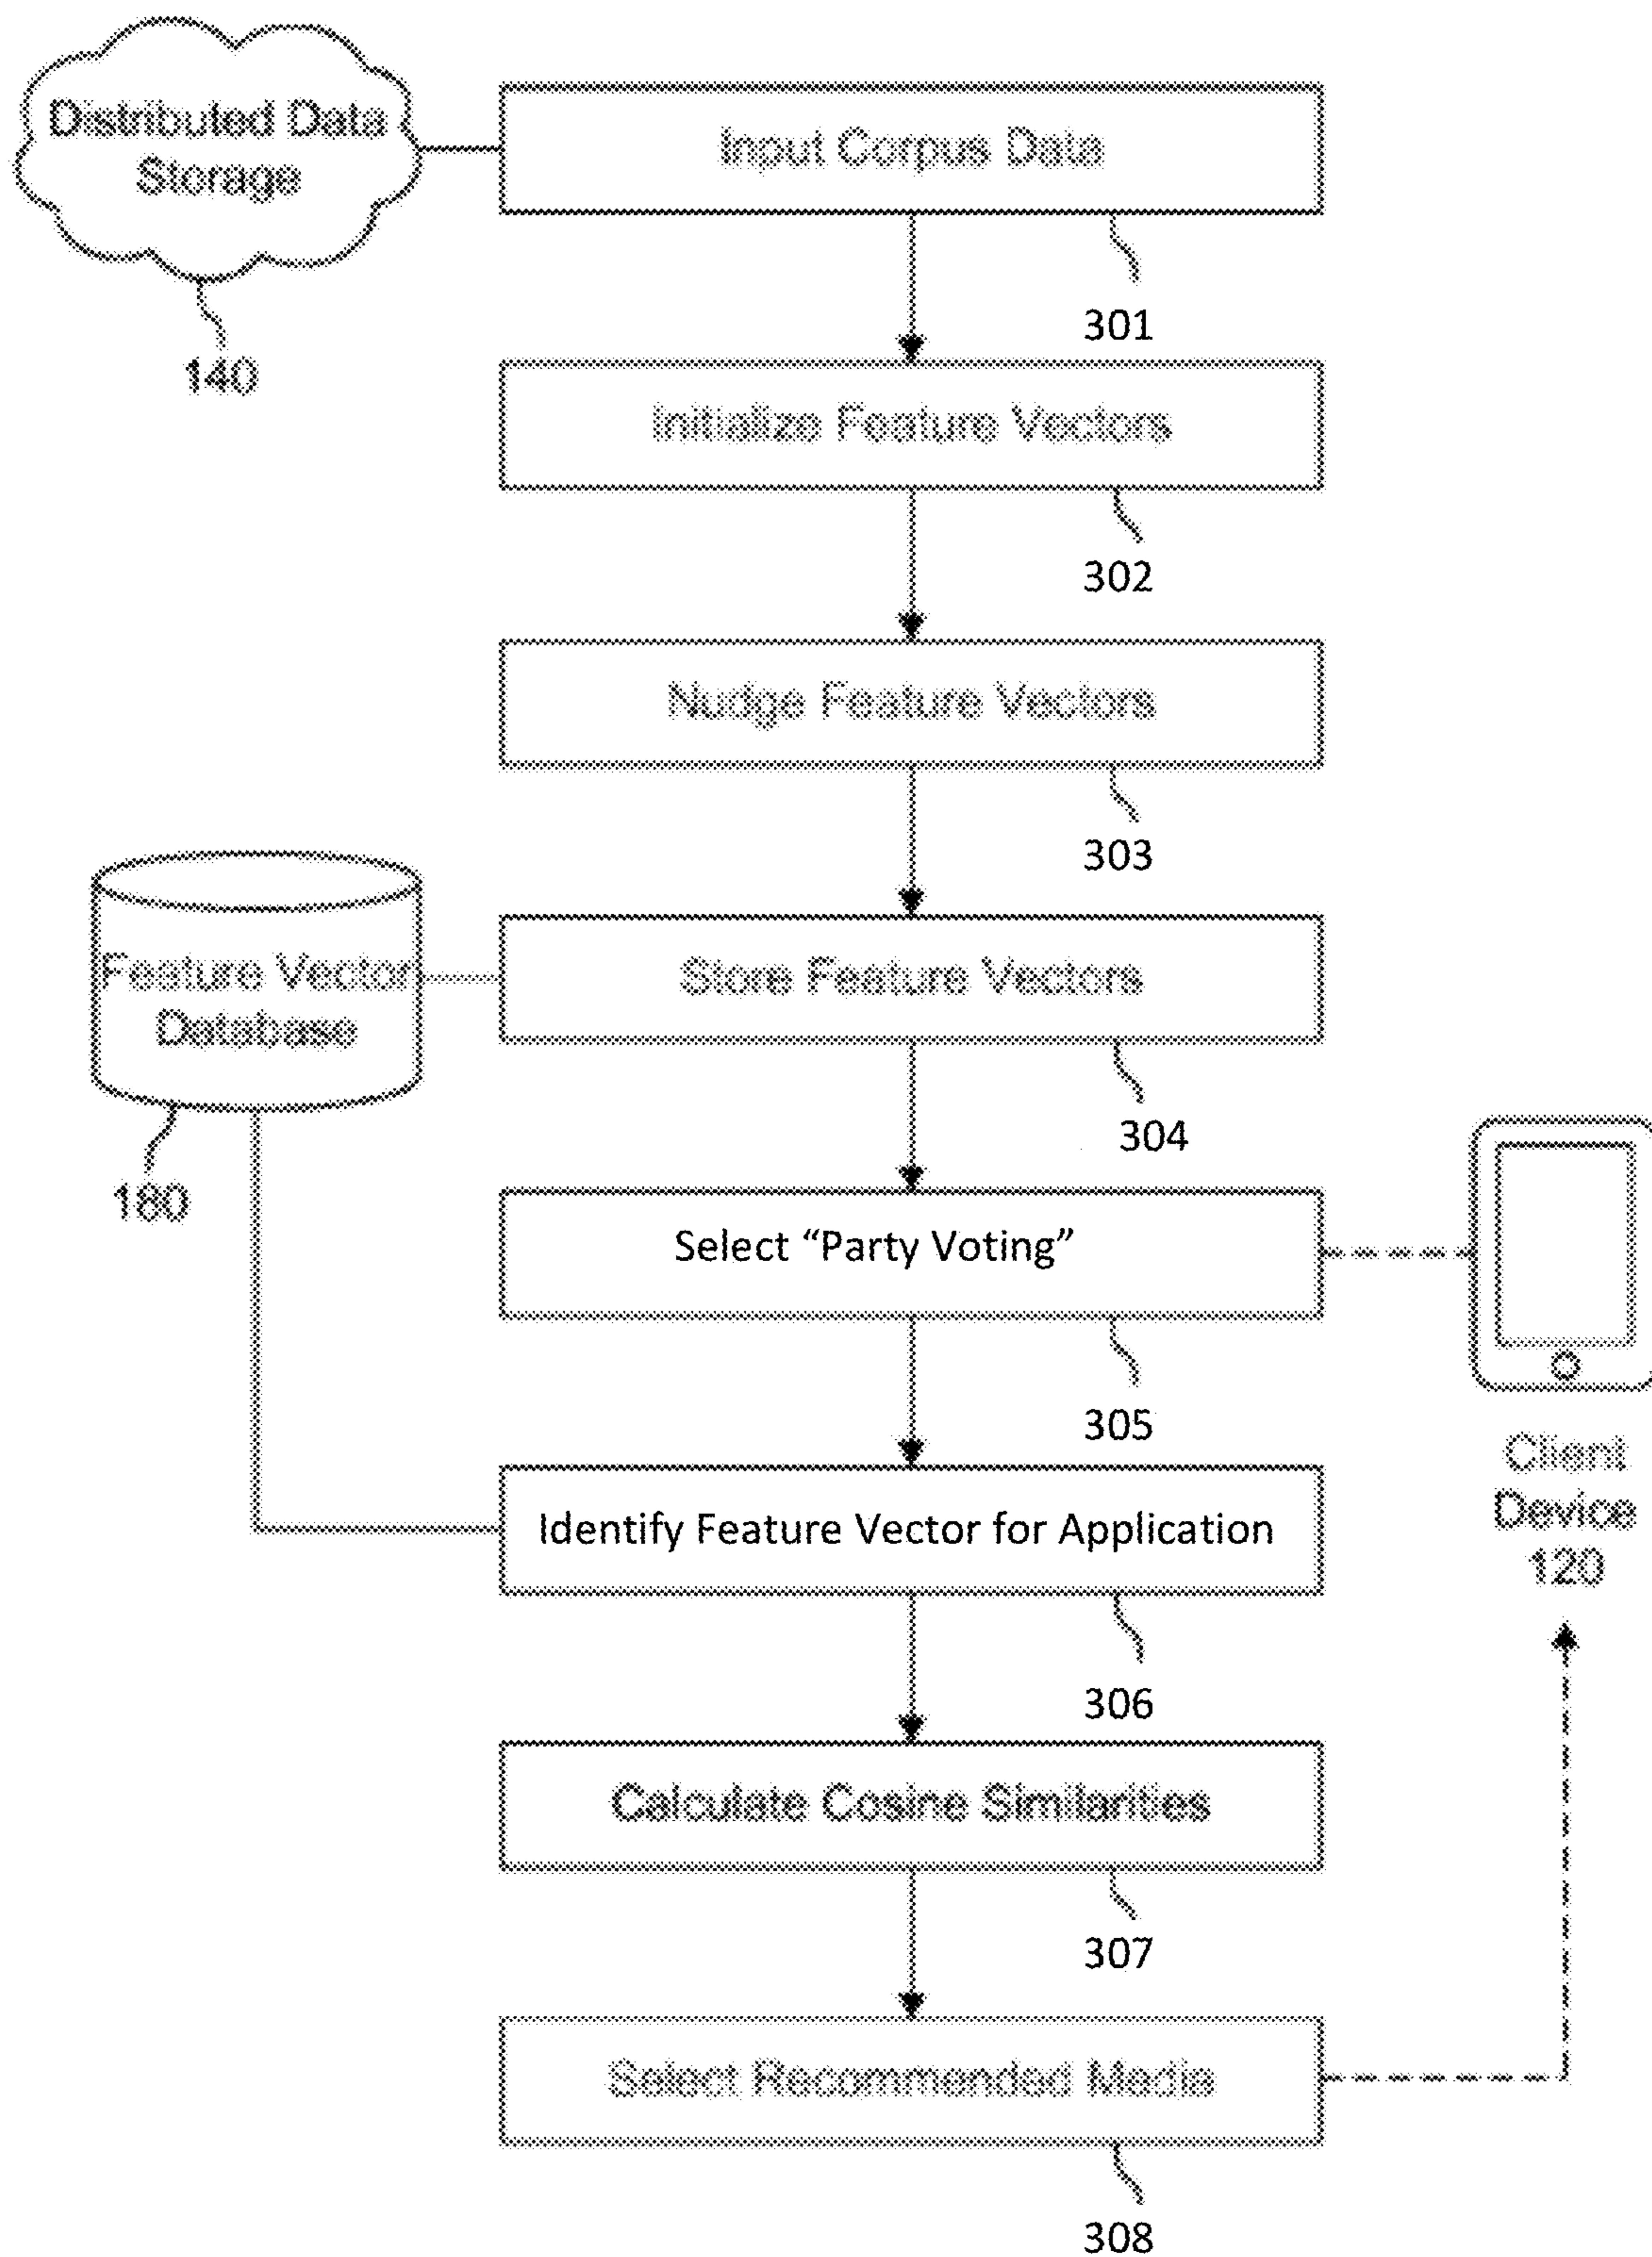 Distributed Data
Storage
140
Input Corpus Data
301
Initialize Feature Vectors
302
Nudge Feature Vectors
303
Feature Vector
Database
180
Store Feature Vectors
304
Select “Party Voting”
305
Client
Device
120
Identify Feature Vector for Application
306
Calculate Cosine Similarities
307
Select Recommended Media
308